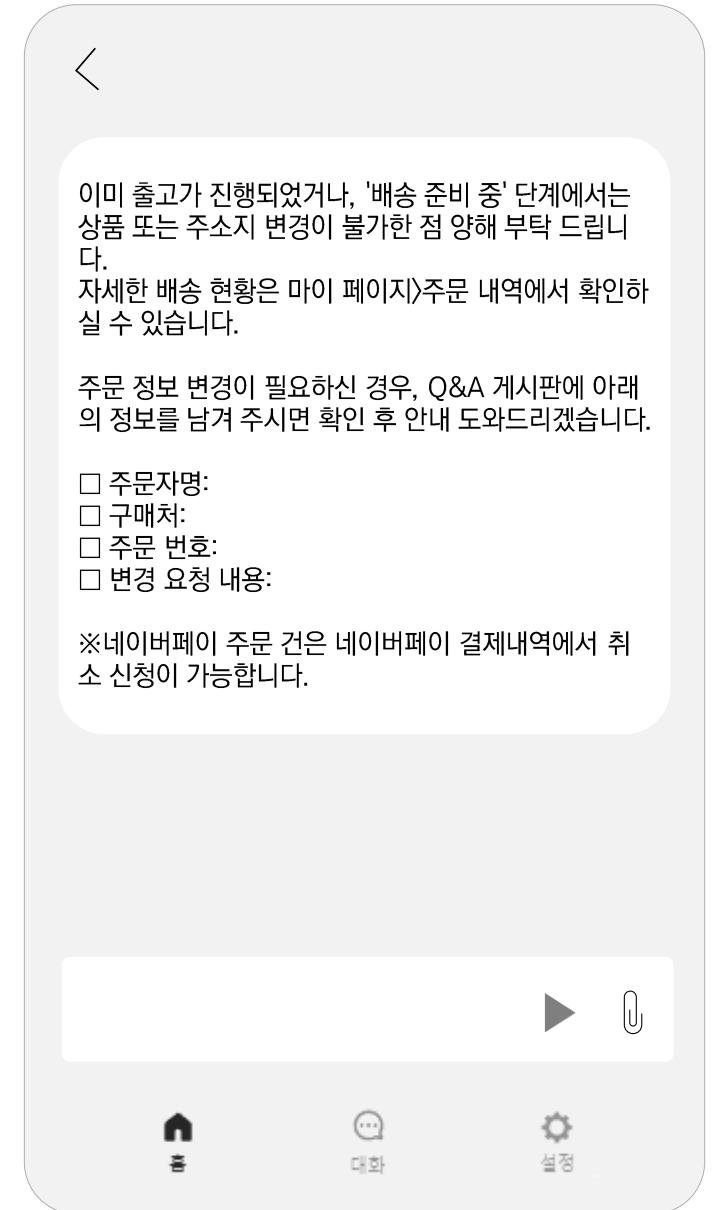 이미 출고가 진행되었거나, '배송 준비 중' 단계에서는
상품 또는 주소지 변경이 불가한 점 양해 부탁 드립니
다.
자세한 배송 현황은 마이 페이지>주문 내역에서 확인하
실 수 있습니다.
주문 정보 변경이 필요하신 경우, Q&A 게시판에 아래
의 정보를 남겨 주시면 확인 후 안내 도와드리겠습니다.
□ 주문자명:
□ 구매처:
□ 주문 번호:
□ 변경 요청 내용:
※네이버페이 주문 건은 네이버페이 결제내역에서 취
소 신청이 가능합니다.
홈 대화 설정